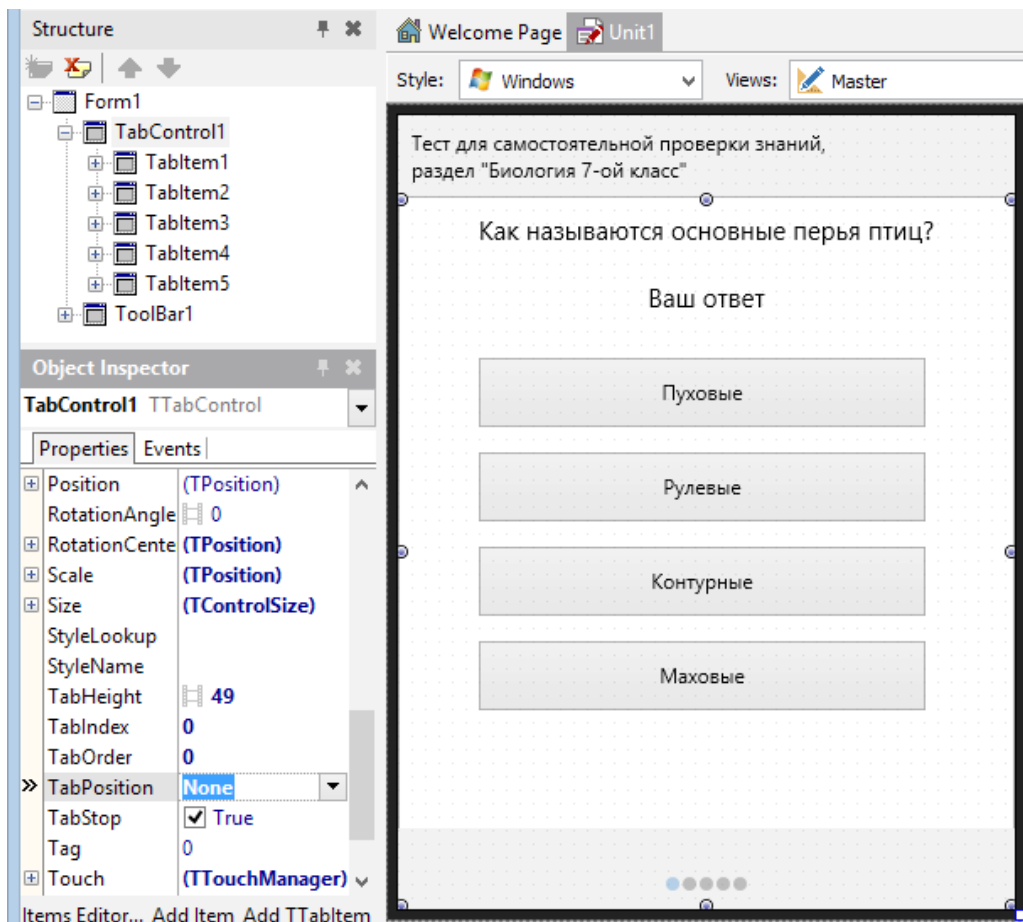 Structure
Form1
TabControl1
TabItem1
TabItem2
TabItem3
TabItem4
TabItem5
ToolBar1
Object Inspector
TabControl1 TTabControl
Properties Events
Position (TPosition)
RotationAngle 0
RotationCente (TPosition)
Scale (TPosition)
Size (TControlSize)
StyleLookup
StyleName
TabHeight 49
TabIndex 0
TabOrder 0
TabPosition None
TabStop True
Tag 0
Touch (TTouchManager)
Items Editor... Add Item Add TTabItem
Welcome Page Unit1
Style: Windows Views: Master
Тест для самостоятельной проверки знаний,
раздел "Биология 7-ой класс"
Как называются основные перья птиц?
Ваш ответ
Пуховые
Рулевые
Контурные
Маховые